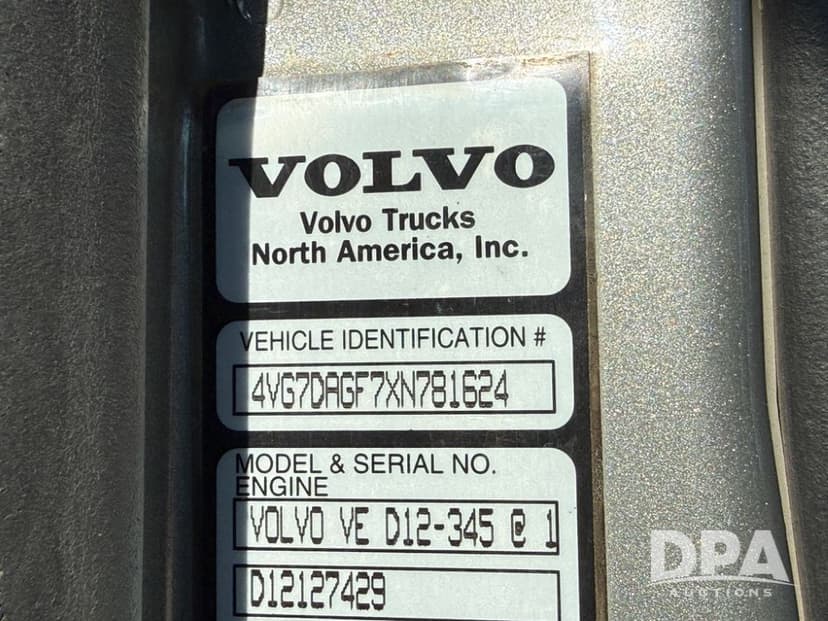 VOLVO
Volvo Trucks
North America, Inc.
VEHICLE IDENTIFICATION #
4VG7DAGF7XN781624
MODEL & SERIAL NO.
ENGINE
VOLVO VE D12-345 @ 1
D12127429
DPA
AUCTIONS